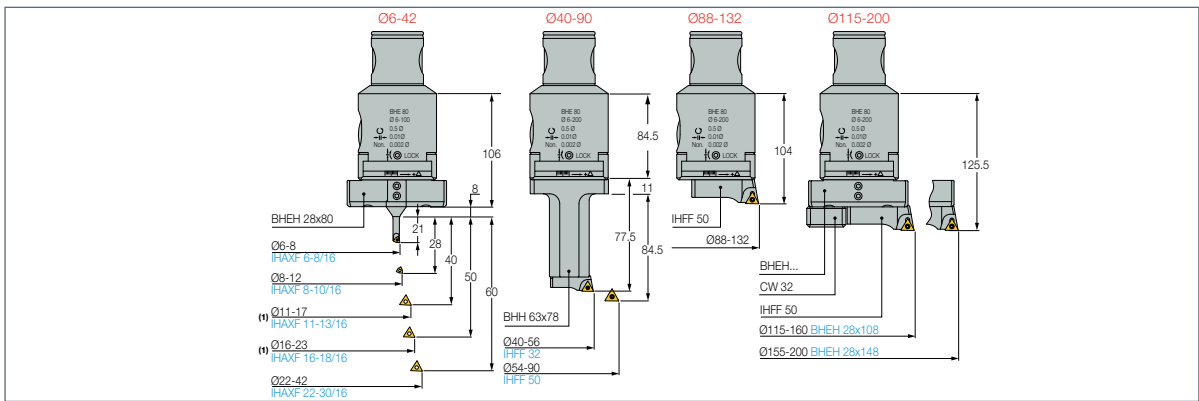 Ø6-42
Ø40-90
Ø88-132
Ø115-200
BHE 80
Ø 6-100
0.5 Ø
0.01Ø
Non. 0.002 Ø
LOCK
106
8
21
28
40
50
60
BHEH 28x80
Ø6-8
IHAXF 6-8/16
Ø8-12
IHAXF 8-10/16
(1) Ø11-17
IHAXF 11-13/16
(1) Ø16-23
IHAXF 16-18/16
Ø22-42
IHAXF 22-30/16
BHE 80
Ø 6-200
0.5 Ø
0.01Ø
Non. 0.002 Ø
LOCK
84.5
11
77.5
84.5
BHH 63x78
Ø40-56
IHFF 32
Ø54-90
IHFF 50
BHE 80
Ø 6-200
0.5 Ø
0.01Ø
Non. 0.002 Ø
LOCK
104
IHFF 50
Ø88-132
BHE 80
Ø 6-200
0.5 Ø
0.01Ø
Non. 0.002 Ø
LOCK
125.5
BHEH...
CW 32
IHFF 50
Ø115-160 BHEH 28x108
Ø155-200 BHEH 28x148